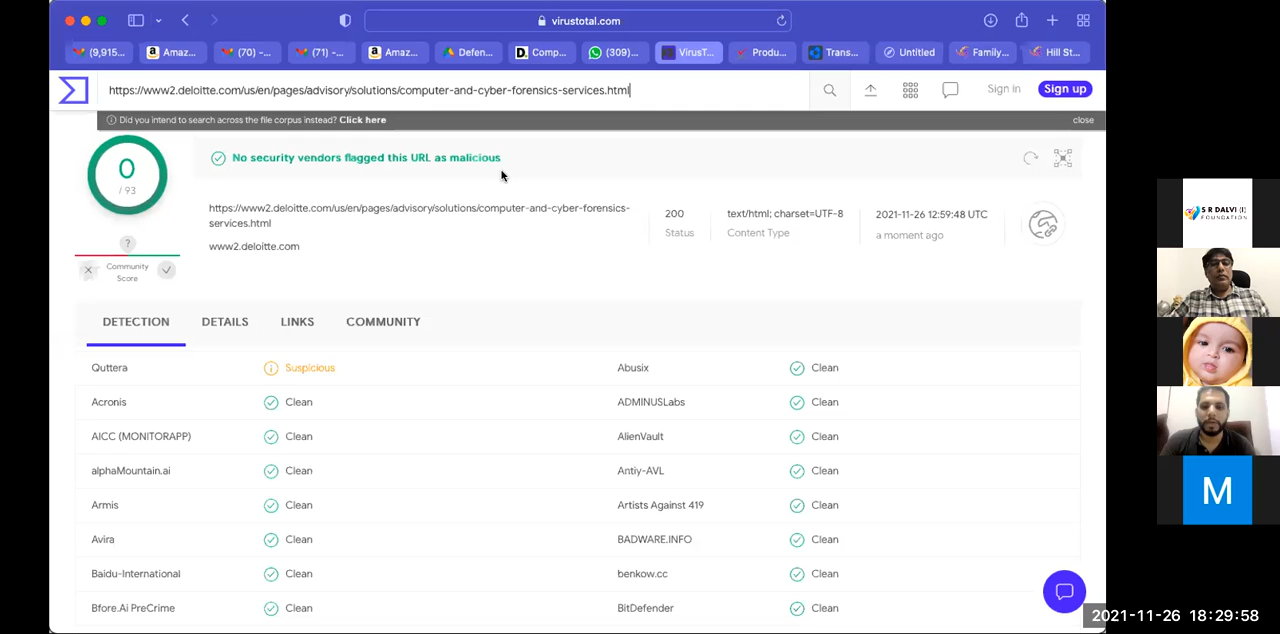 virustotal.com
(9,915...
Amaz...
(70) –...
(71) –...
Amaz...
Defen...
Comp...
(309)...
VirusT...
Produ...
Trans...
Untitled
Family...
Hill St...
https://www2.deloitte.com/us/en/pages/advisory/solutions/computer-and-cyber-forensics-services.html
Sign in
Sign up
Did you intend to search across the file corpus instead? Click here
close
0
/ 93
No security vendors flagged this URL as malicious
https://www2.deloitte.com/us/en/pages/advisory/solutions/computer-and-cyber-forensics-
services.html
www2.deloitte.com
200
Status
text/html; charset=UTF-8
Content Type
2021-11-26 12:59:48 UTC
a moment ago
?
Community
Score
DETECTION
DETAILS
LINKS
COMMUNITY
Quttera Suspicious Abusix Clean
Acronis Clean ADMINUSLabs Clean
AICC (MONITORAPP) Clean AlienVault Clean
alphaMountain.ai Clean Antiy-AVL Clean
Armis Clean Artists Against 419 Clean
Avira Clean BADWARE.INFO Clean
Baidu-International Clean benkow.cc Clean
Bfore.Ai PreCrime Clean BitDefender Clean
S R DALVI (I)
FOUNDATION
M
2021-11-26 18:29:58